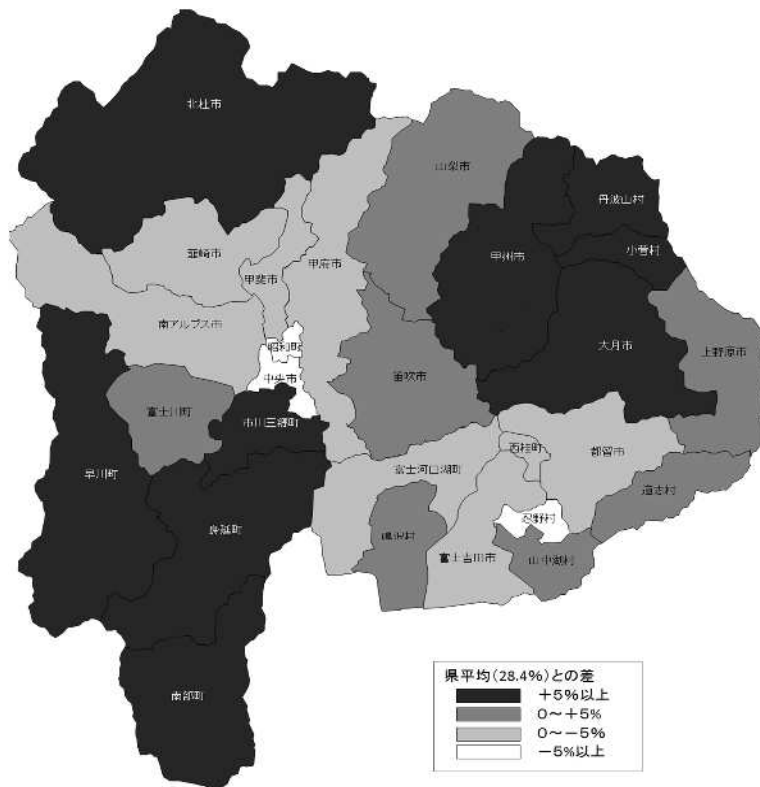 北杜市
山梨市
丹波山村
小菅村
甲州市
韮崎市
甲斐市
甲府市
南アルプス市
昭和町
中央市
笛吹市
大月市
上野原市
富士川町
市川三郷町
早川町
西桂町
都留市
富士河口湖町
道志村
身延町
鳴沢村
忍野村
富士吉田市
山中湖村
南部町
県平均(28.4%)との差
+5%以上
0～+5%
0～-5%
-5%以上